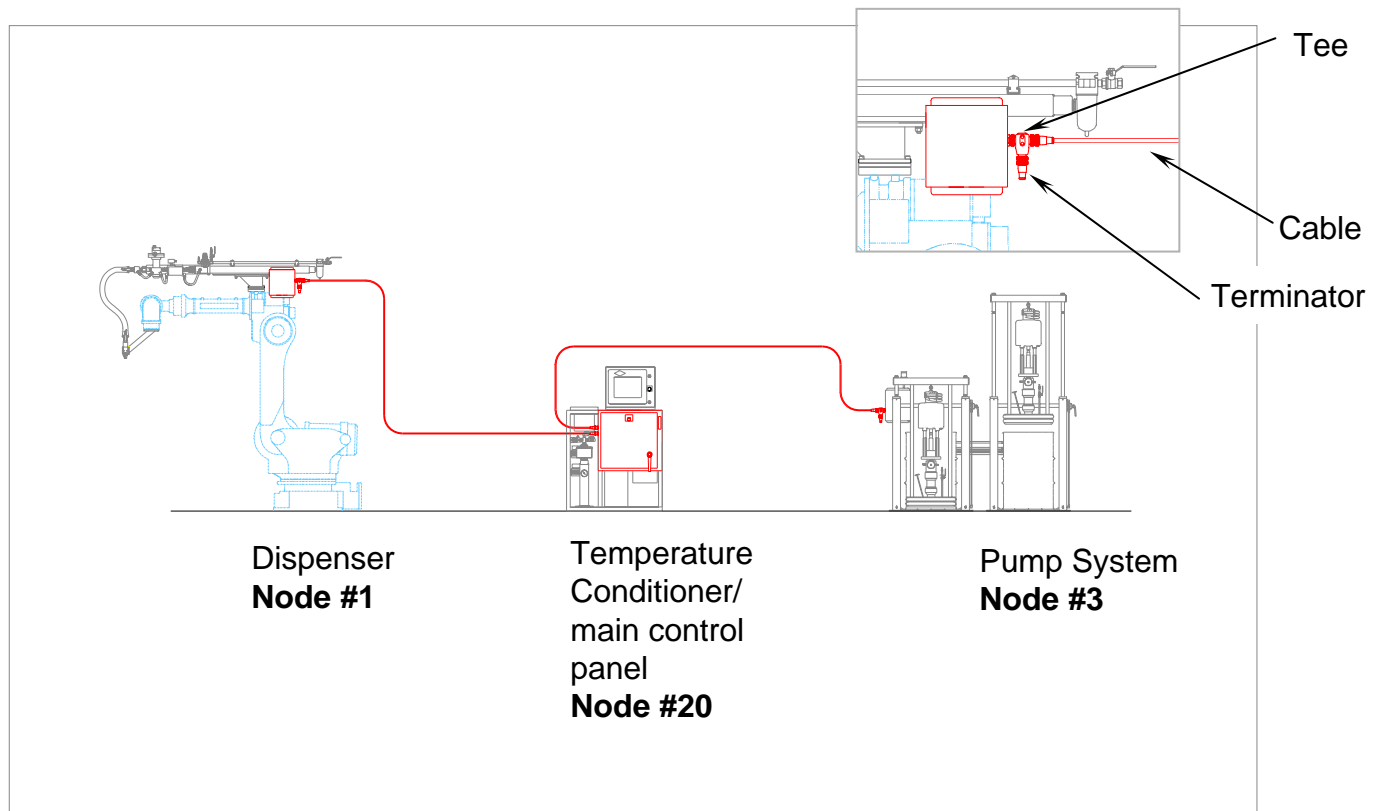 Tee
Cable
Terminator
Dispenser
Node #1
Temperature
Conditioner/
main control
panel
Node #20
Pump System
Node #3